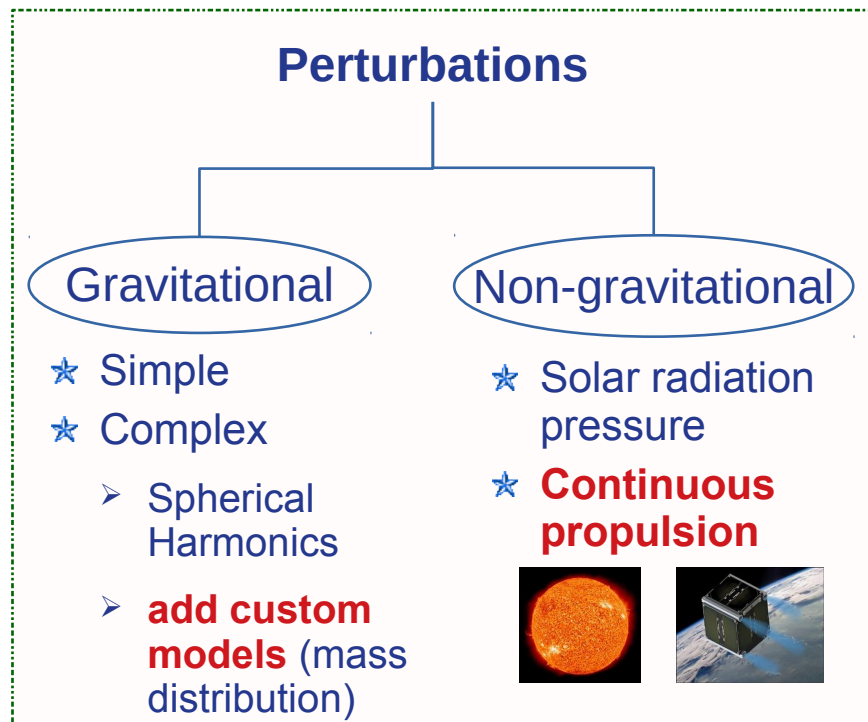 Perturbations
Gravitational
Simple
Complex
Spherical
Harmonics
add custom
models (mass
distribution)
Non-gravitational
Solar radiation
pressure
Continuous
propulsion